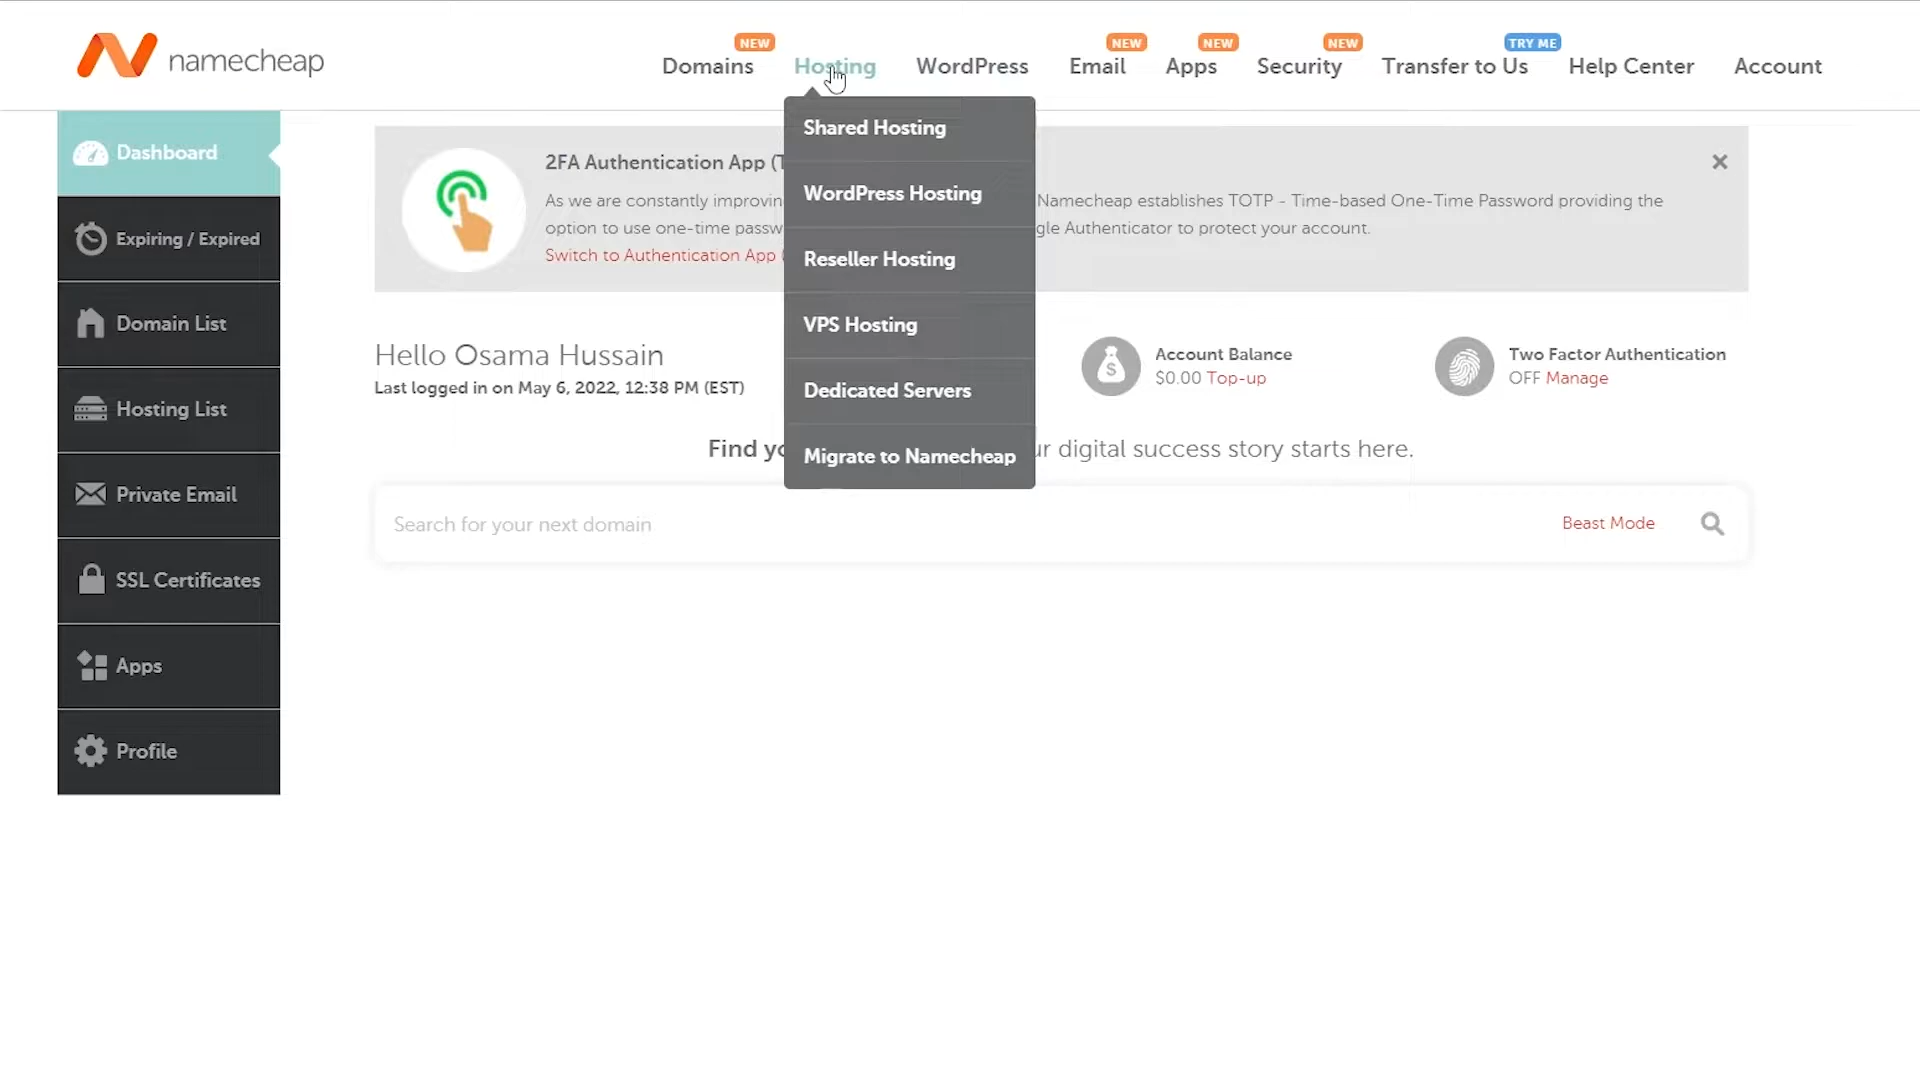 namecheap
NEW
NEW
NEW
NEW
TRY ME
Domains
Hosting
WordPress
Email
Apps
Security
Transfer to Us
Help Center
Account
Shared Hosting
WordPress Hosting
Reseller Hosting
VPS Hosting
Dedicated Servers
Migrate to Namecheap
Dashboard
Expiring / Expired
Domain List
Hosting List
Private Email
SSL Certificates
Apps
Profile
2FA Authentication App
As we are constantly Namecheap establishes TOTP - Time-based One-Time Password providing the
option to use one-time Authenticator to protect your account.
Switch to Authentication App
Hello Osama Hussain
Last logged in on May 6, 2022, 12:38 PM (EST)
Account Balance
$0.00 Top-up
Two Factor Authentication
OFF Manage
Find digital success story starts here.
Search for your next domain
Beast Mode